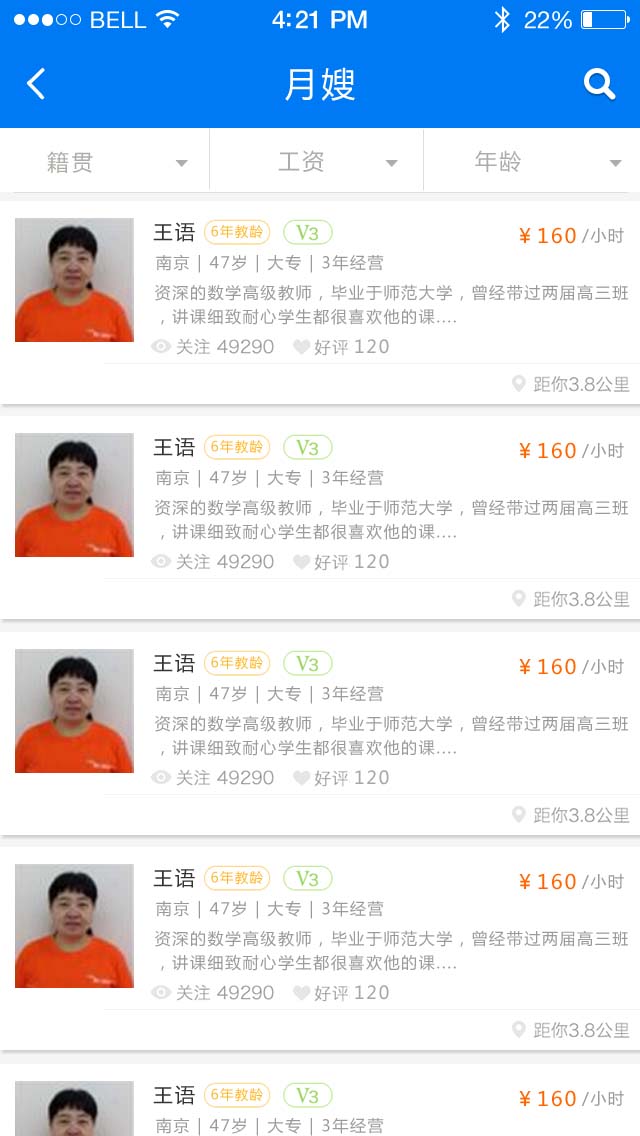 BELL 4:21 PM 22%
月嫂
籍贯 工资 年龄
王语 6年教龄 V3 ￥160 /小时
南京 | 47岁 | 大专 | 3年经营
资深的数学高级教师，毕业于师范大学，曾经带过两届高三班
，讲课细致耐心学生都很喜欢他的课....
关注 49290 好评 120
距你3.8公里
王语 6年教龄 V3 ￥160 /小时
南京 | 47岁 | 大专 | 3年经营
资深的数学高级教师，毕业于师范大学，曾经带过两届高三班
，讲课细致耐心学生都很喜欢他的课....
关注 49290 好评 120
距你3.8公里
王语 6年教龄 V3 ￥160 /小时
南京 | 47岁 | 大专 | 3年经营
资深的数学高级教师，毕业于师范大学，曾经带过两届高三班
，讲课细致耐心学生都很喜欢他的课....
关注 49290 好评 120
距你3.8公里
王语 6年教龄 V3 ￥160 /小时
南京 | 47岁 | 大专 | 3年经营
资深的数学高级教师，毕业于师范大学，曾经带过两届高三班
，讲课细致耐心学生都很喜欢他的课....
关注 49290 好评 120
距你3.8公里
王语 6年教龄 V3 ￥160 /小时
南京 | 47岁 | 大专 | 3年经营